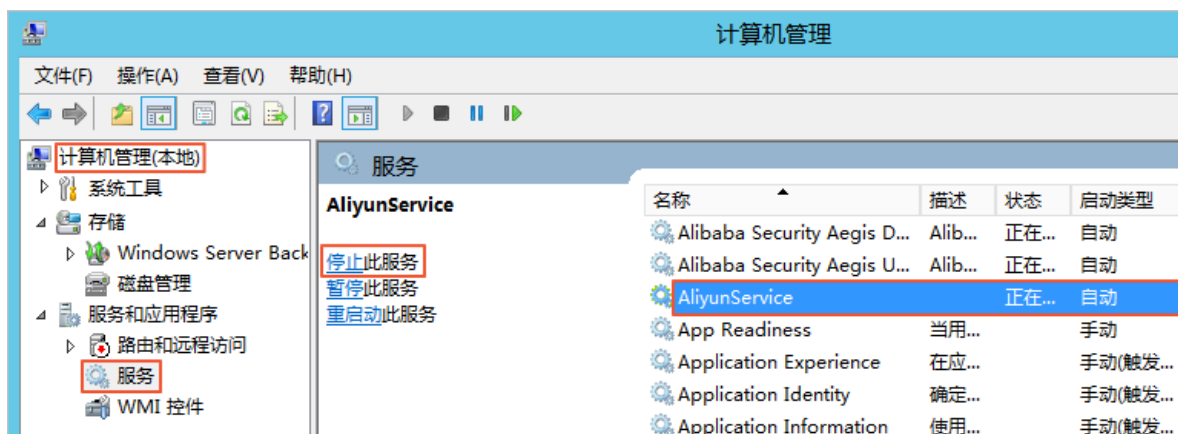 计算机管理
文件(F) 操作(A) 查看(V) 帮助(H)
计算机管理(本地)
系统工具
存储
Windows Server Back
磁盘管理
服务和应用程序
路由和远程访问
服务
WMI 控件
服务
AliyunService
停止此服务
暂停此服务
重启动此服务
名称 描述 状态 启动类型
Alibaba Security Aegis D... Alib... 正在... 自动
Alibaba Security Aegis U... Alib... 正在... 自动
AliyunService 正在... 自动
App Readiness 当用... 手动
Application Experience 在应... 手动(触发...
Application Identity 确定... 手动(触发...
Application Information 使用... 手动(触发...